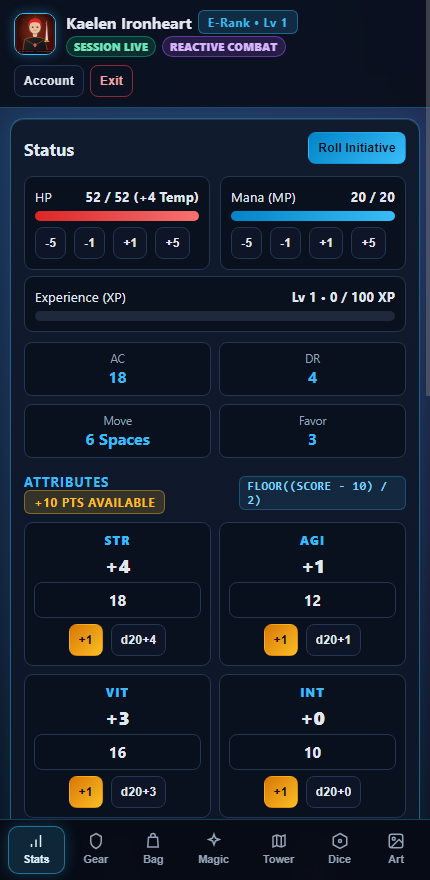 Kaelen Ironheart
E-Rank • Lv 1
SESSION LIVE
REACTIVE COMBAT
Account
Exit
Status
Roll Initiative
HP
52 / 52 (+4 Temp)
-5
-1
+1
+5
Mana (MP)
20 / 20
-5
-1
+1
+5
Experience (XP)
Lv 1 • 0 / 100 XP
AC
18
DR
4
Move
6 Spaces
Favor
3
ATTRIBUTES
+10 PTS AVAILABLE
FLOOR((SCORE - 10) /
2)
STR
+4
18
+1
d20+4
AGI
+1
12
+1
d20+1
VIT
+3
16
+1
d20+3
INT
+0
10
+1
d20+0
Stats
Gear
Bag
Magic
Tower
Dice
Art